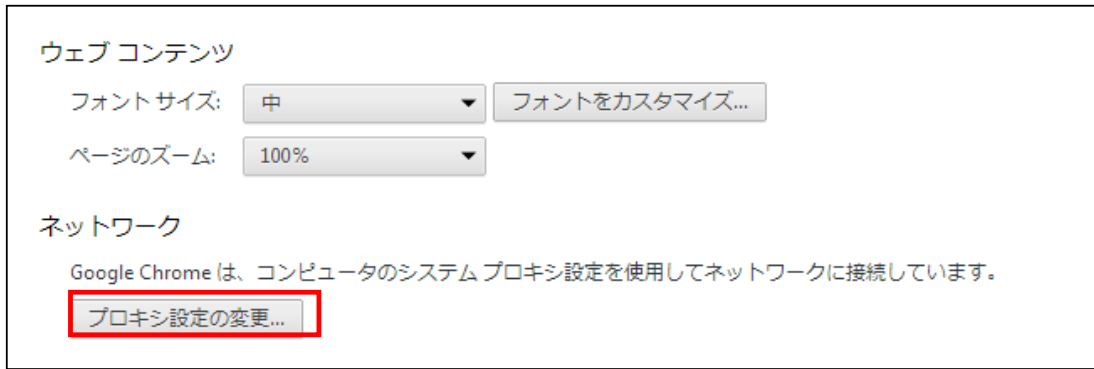 ウェブ コンテンツ
フォント サイズ: 中 フォントをカスタマイズ...
ページのズーム: 100%
ネットワーク
Google Chrome は、コンピュータのシステム プロキシ設定を使用してネットワークに接続しています。
プロキシ設定の変更...